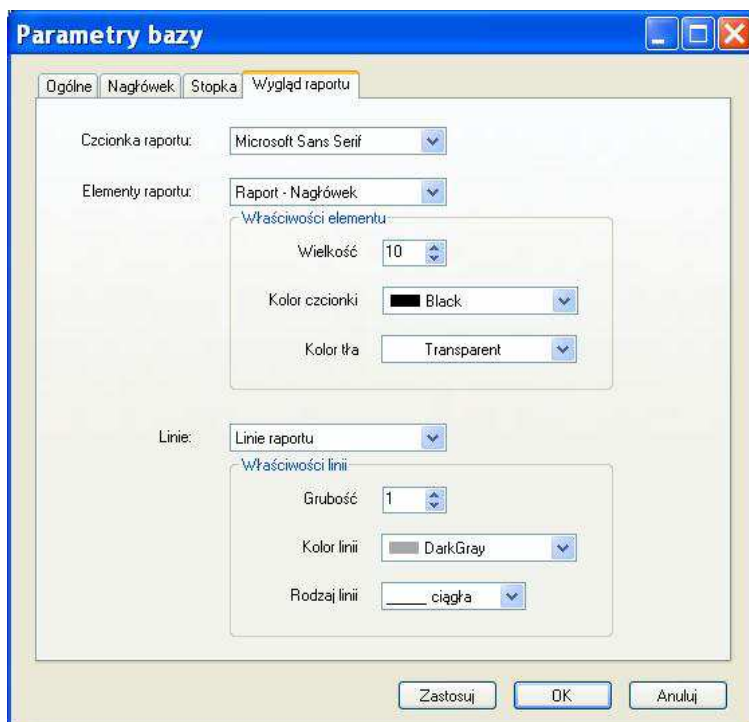 Parametry bazy
Ogólne Nagłówek Stopka Wygląd raportu
Czcionka raportu: Microsoft Sans Serif
Elementy raportu: Raport - Nagłówek
Właściwości elementu
Wielkość 10
Kolor czcionki Black
Kolor tła Transparent
Linie: Linie raportu
Właściwości linii
Grubość 1
Kolor linii DarkGray
Rodzaj linii ciągła
Zastosuj OK Anuluj